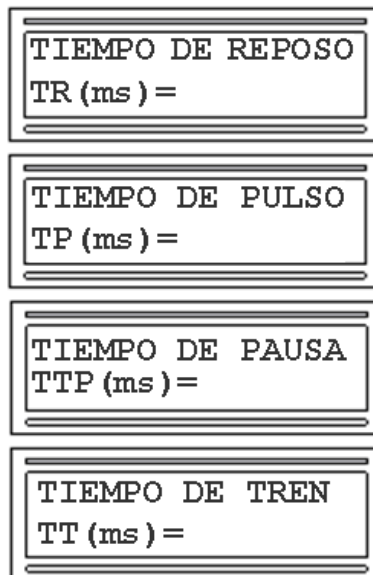 TIEMPO DE REPOSO
TR(ms)=
TIEMPO DE PULSO
TP(ms)=
TIEMPO DE PAUSA
TTP(ms)=
TIEMPO DE TREN
TT(ms)=